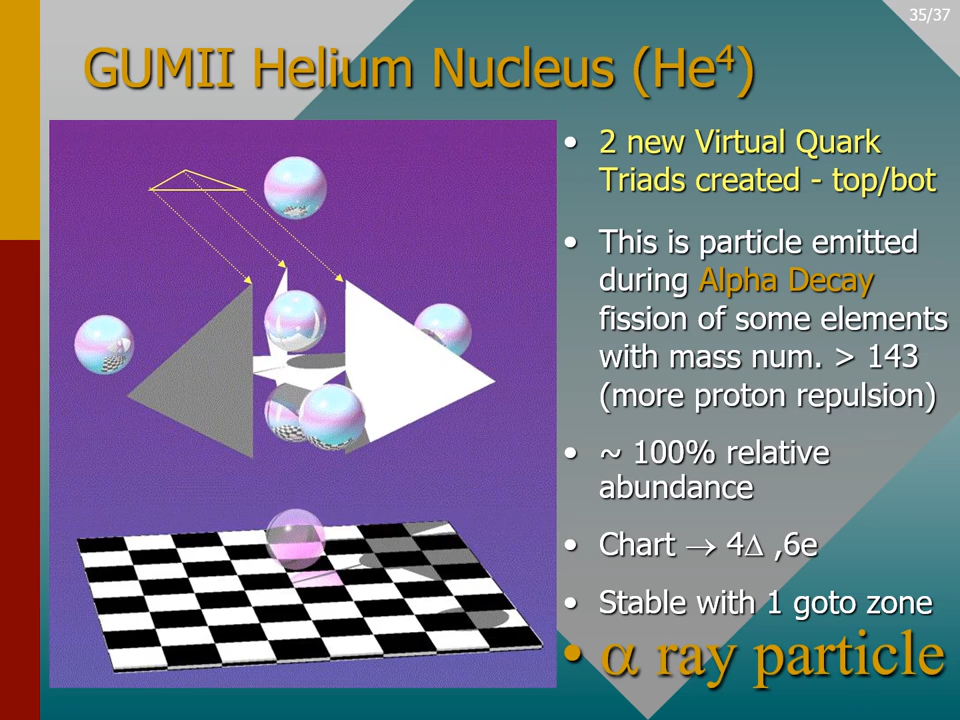 35/37
GUMII Helium Nucleus (He⁴)
• 2 new Virtual Quark
Triads created - top/bot
• This is particle emitted
during Alpha Decay
fission of some elements
with mass num. > 143
(more proton repulsion)
• ~ 100% relative
abundance
• Chart → 4Δ ,6e
• Stable with 1 goto zone
• α ray particle